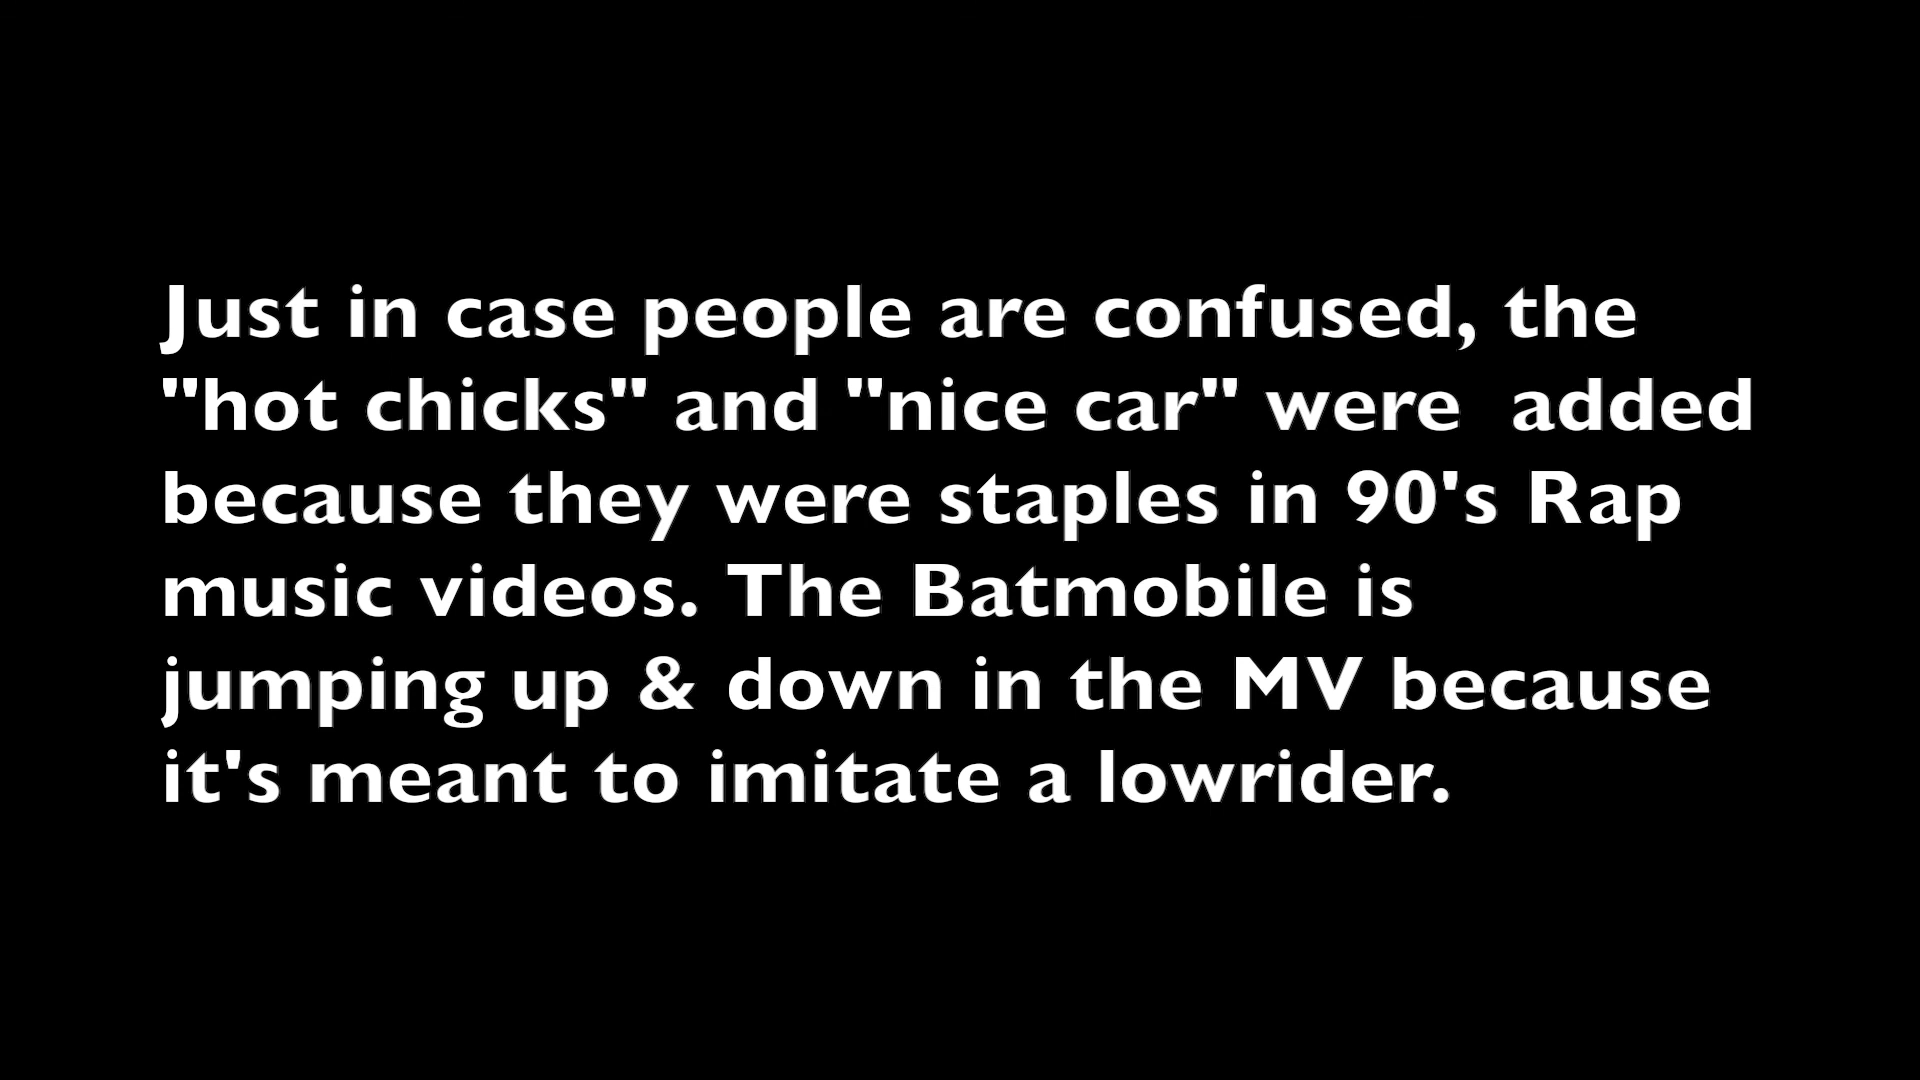 Just in case people are confused, the
"hot chicks" and "nice car" were  added
because they were staples in 90's Rap
music videos. The Batmobile is
jumping up & down in the MV because
it's meant to imitate a lowrider.